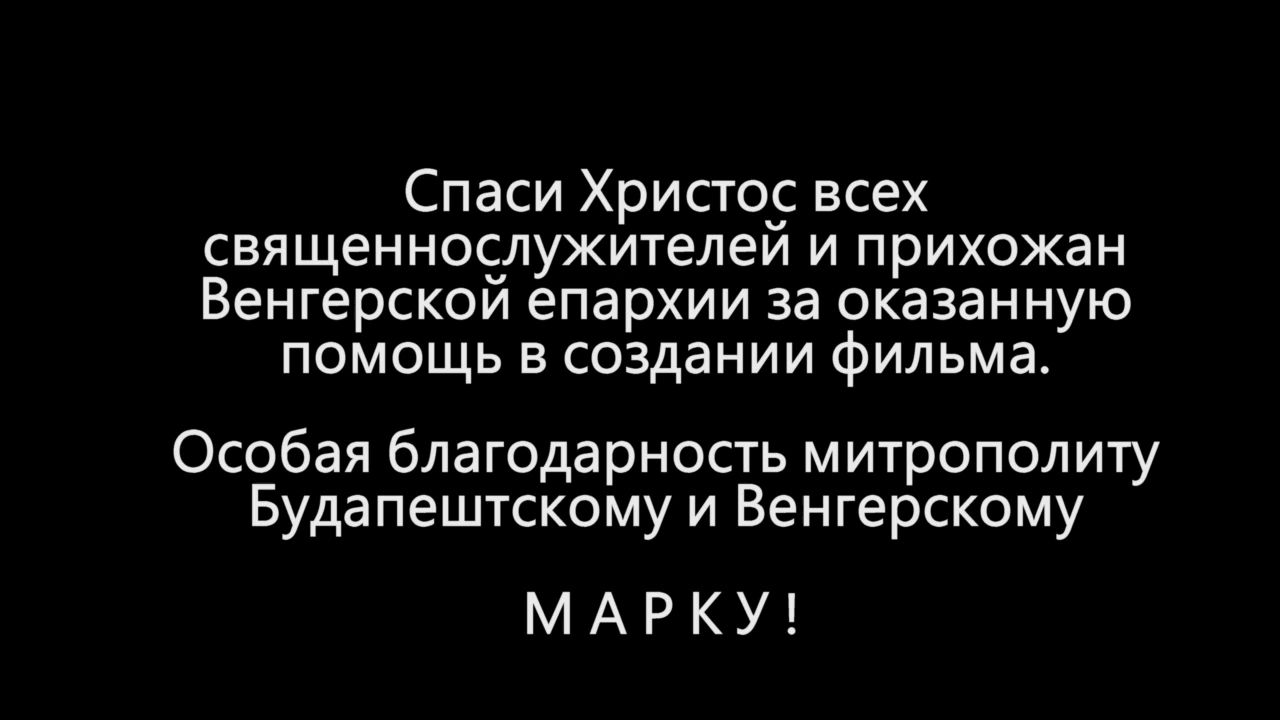 Спаси Христос всех
священнослужителей и прихожан
Венгерской епархии за оказанную
помощь в создании фильма.
Особая благодарность митрополиту
Будапештскому и Венгерскому
М А Р К У !